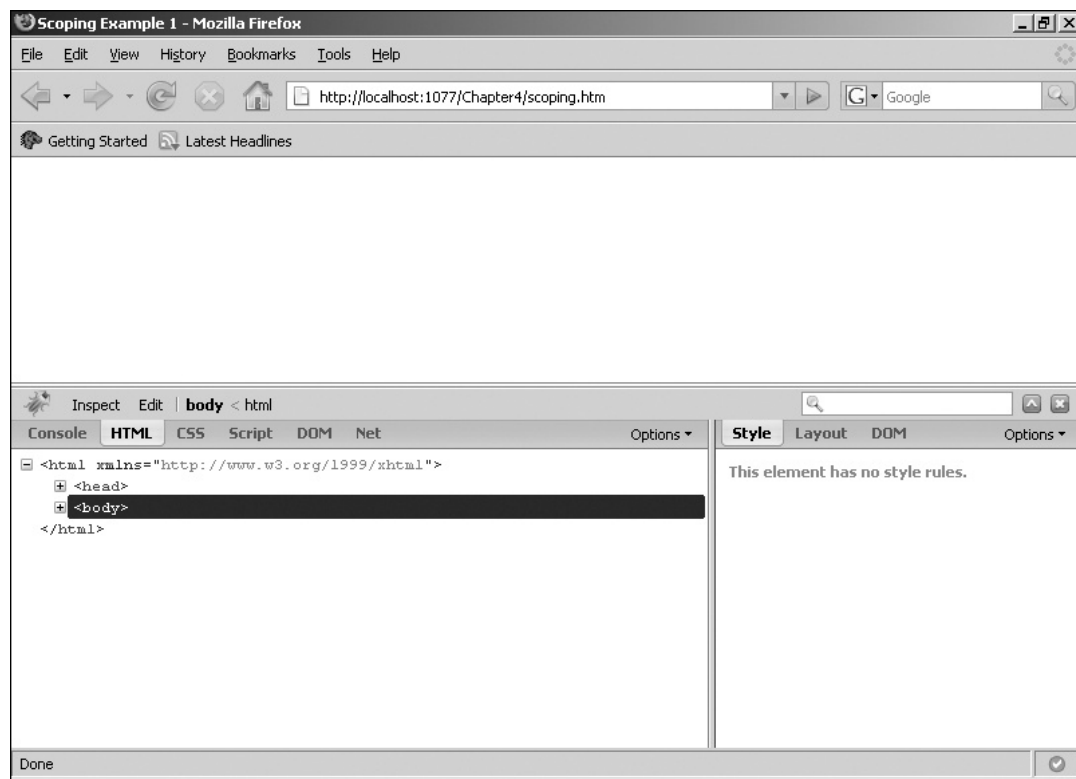 Scoping Example 1 - Mozilla Firefox
File Edit View History Bookmarks Tools Help
http://localhost:1077/Chapter4/scoping.htm G Google
Getting Started Latest Headlines
Inspect Edit | body < html
Console HTML CSS Script DOM Net Options Style Layout DOM Options
<html xmlns="http://www.w3.org/1999/xhtml"> This element has no style rules.
<head>
<body>
</html>
Done